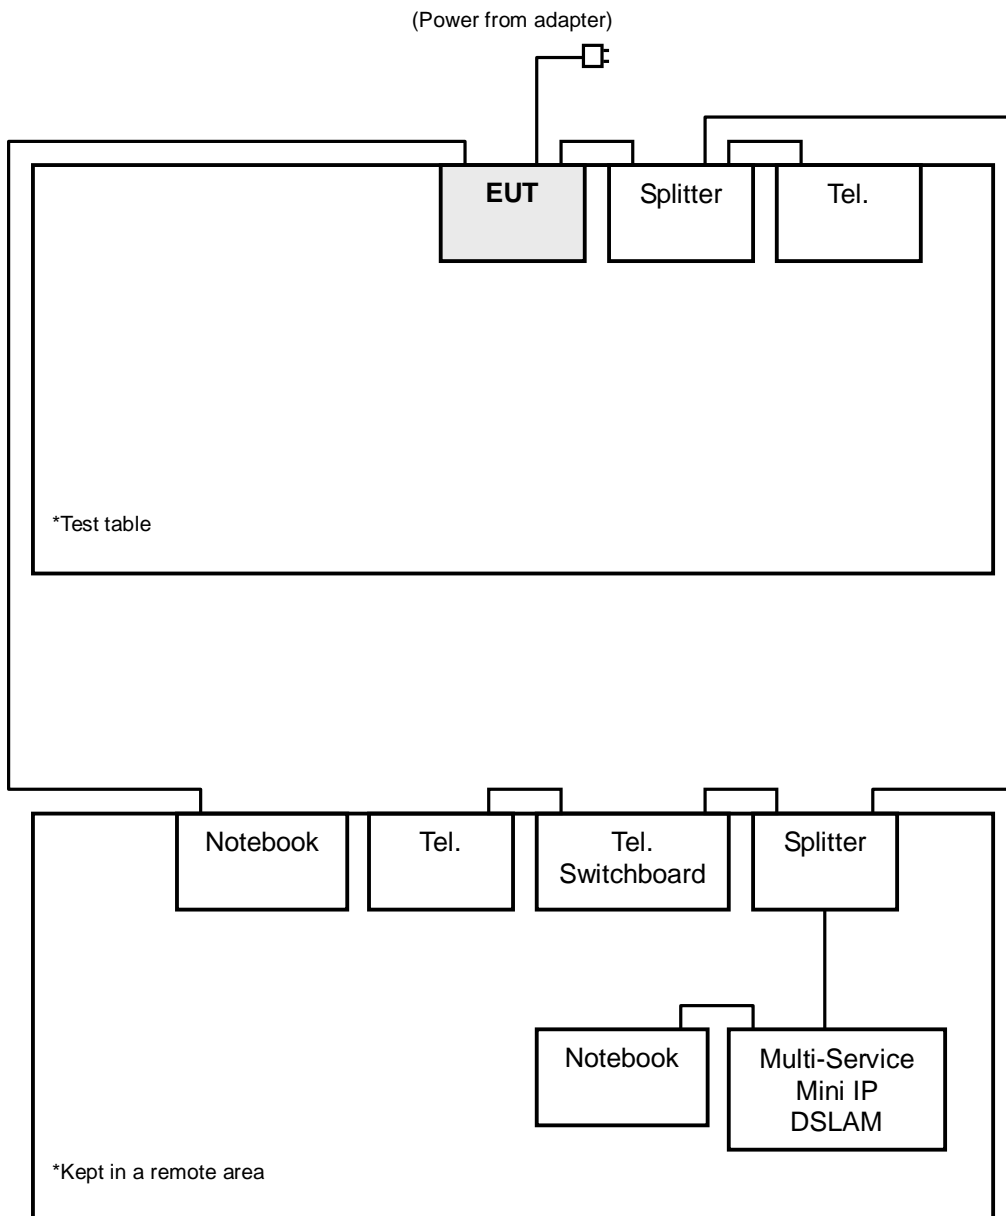 (Power from adapter)
EUT
Splitter
Tel.
*Test table
Notebook
Tel.
Tel.
Switchboard
Splitter
Notebook
Multi-Service
Mini IP
DSLAM
*Kept in a remote area